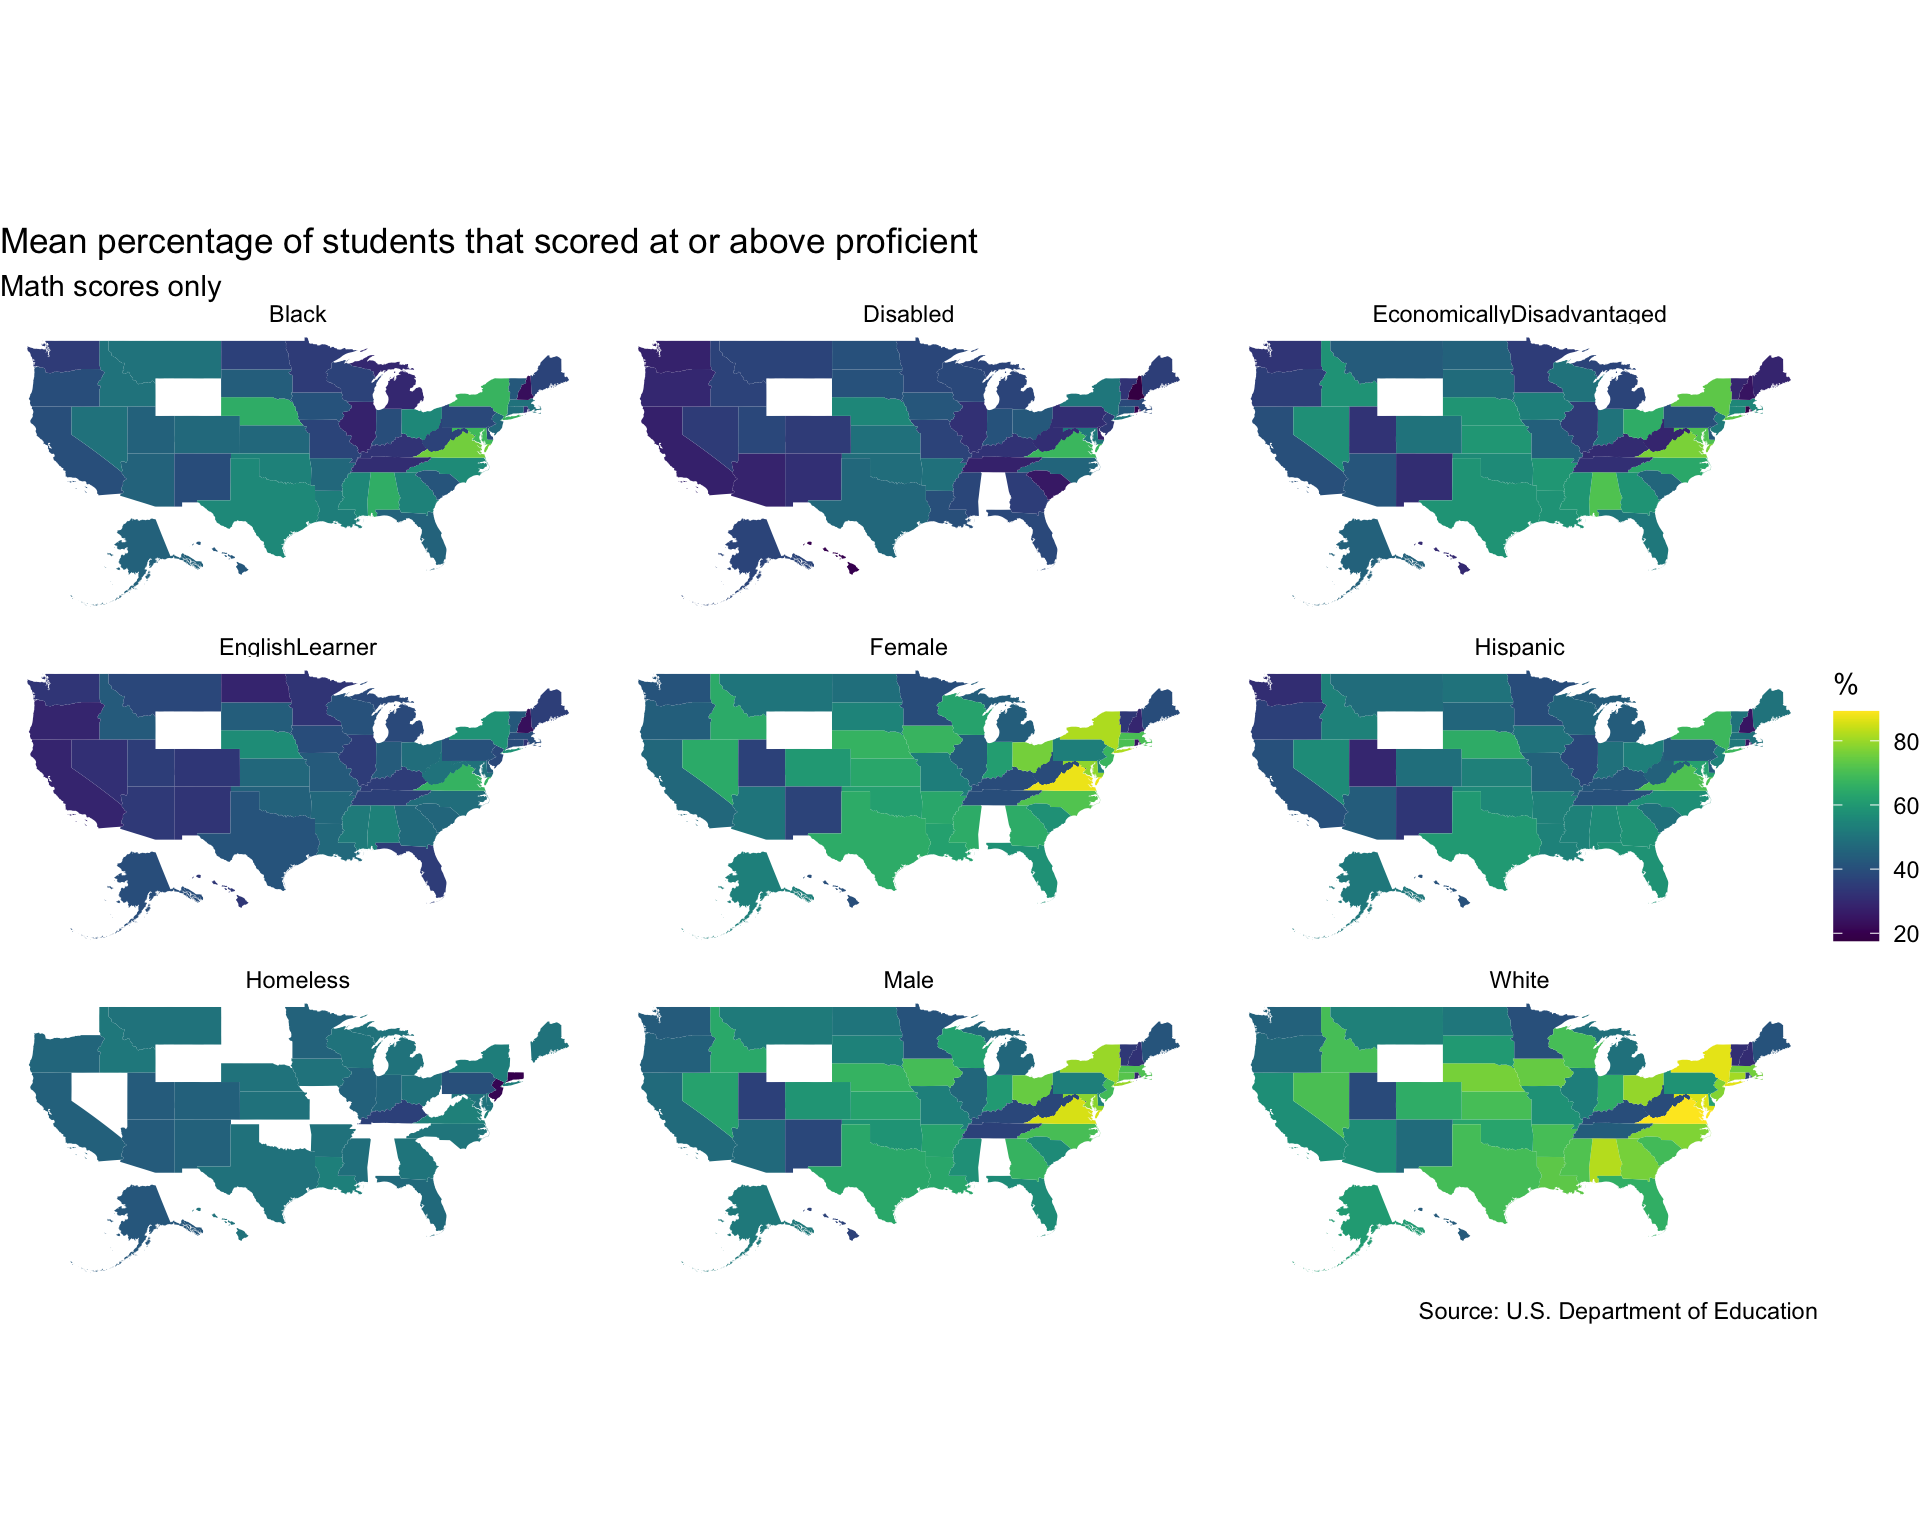 Mean percentage of students that scored at or above proficient
Math scores only
Black
Disabled
EconomicallyDisadvantaged
EnglishLearner
Female
Hispanic
%
80
60
40
20
Homeless
Male
White
Source: U.S. Department of Education